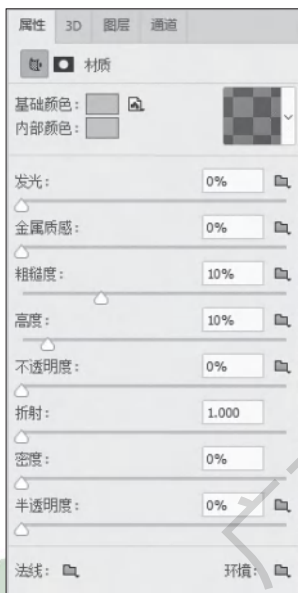 属性 3D 图层 通道
材质
基础颜色：
内部颜色：
发光： 0%
金属质感： 0%
粗糙度： 10%
高度： 10%
不透明度： 0%
折射： 1.000
密度： 0%
半透明度： 0%
法线： 环境：